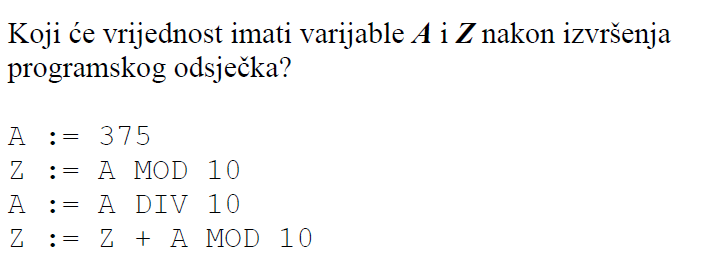 Koji će vrijednost imati varijable A i Z nakon izvršenja
programskog odsječka?
A := 375
Z := A MOD 10
A := A DIV 10
Z := Z + A MOD 10